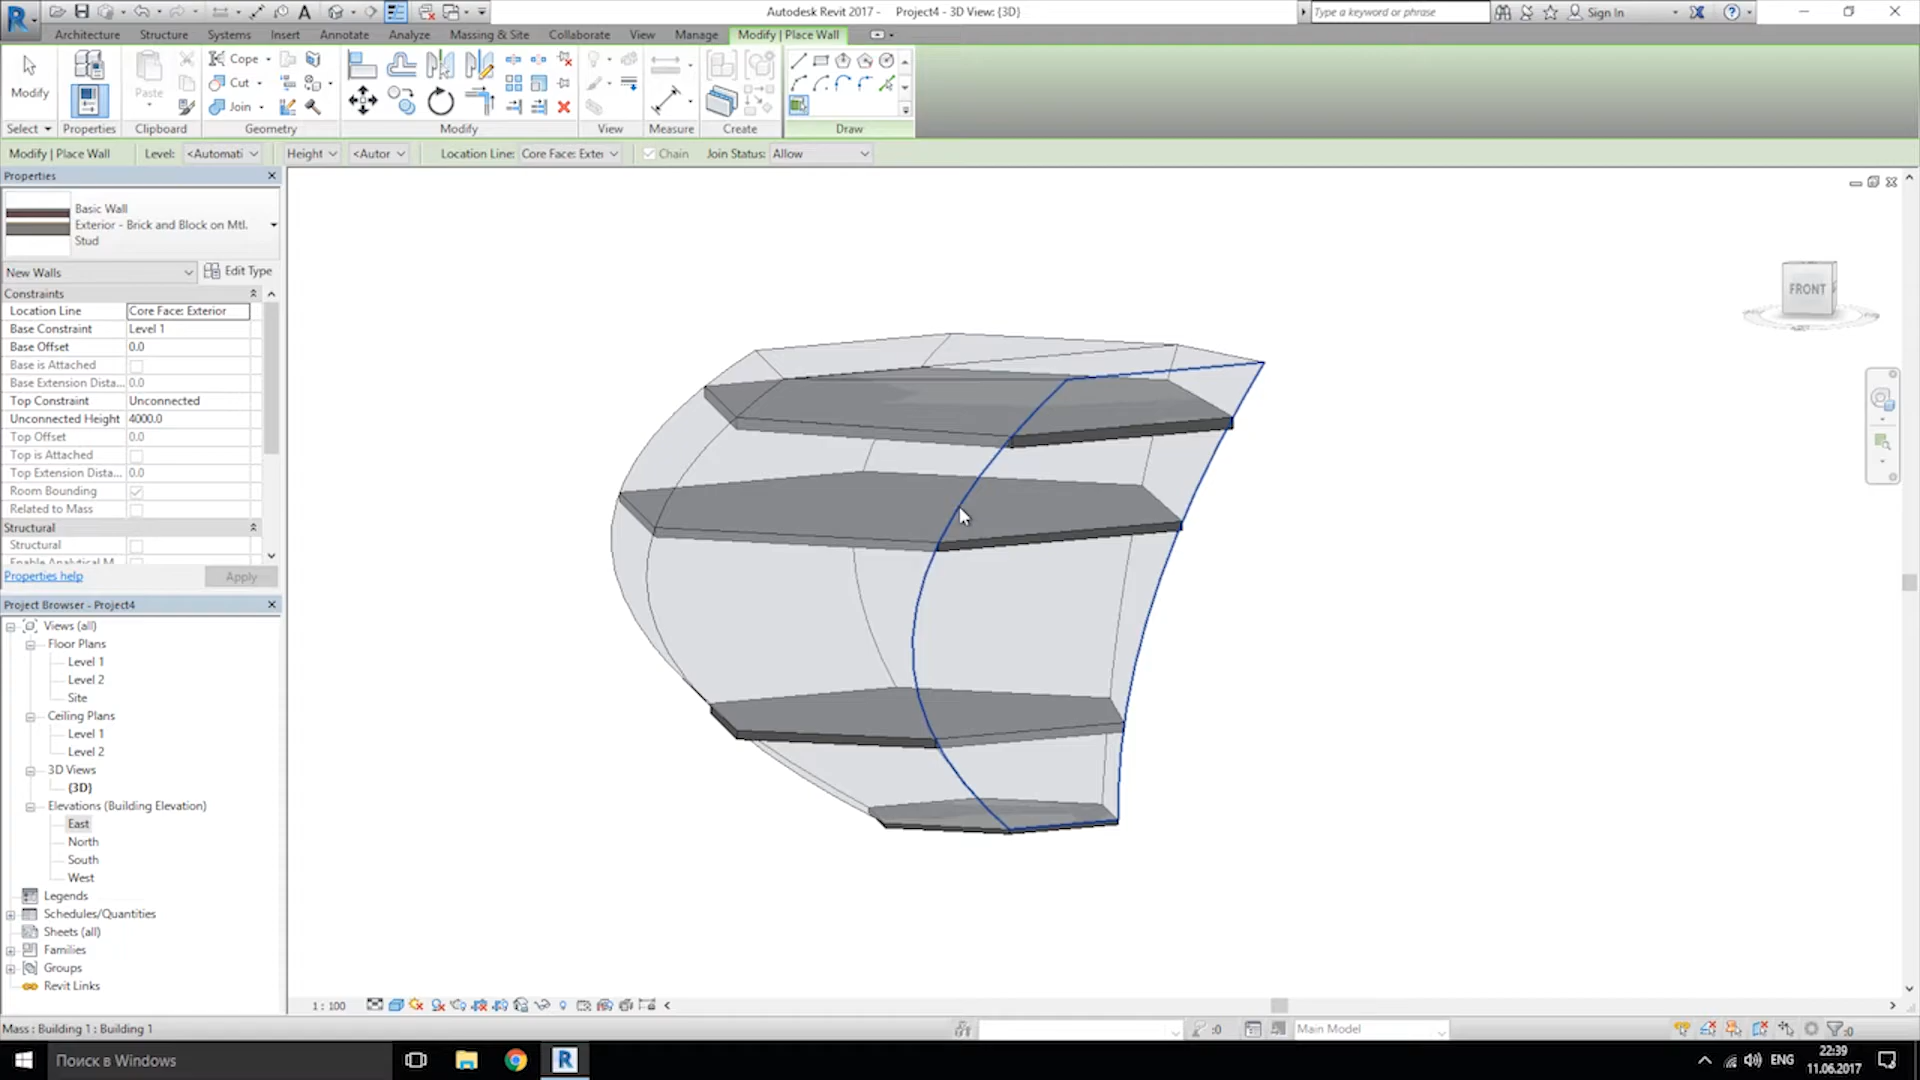 Autodesk Revit 2017 - Project4 - 3D View: {3D}
Type a keyword or phrase
Sign In
Architecture Structure Systems Insert Annotate Analyze Massing & Site Collaborate View Manage Modify | Place Wall
Modify
Paste
Cope
Cut
Join
Select Properties Clipboard Geometry Modify View Measure Create Draw
Modify | Place Wall Level: <Automati Height <Autor Location Line: Core Face: Exter Chain Join Status: Allow
Properties
Basic Wall
Exterior - Brick and Block on Mtl.
Stud
New Walls Edit Type
Constraints
Location Line Core Face: Exterior
Base Constraint Level 1
Base Offset 0.0
Base is Attached
Base Extension Dista... 0.0
Top Constraint Unconnected
Unconnected Height 4000.0
Top Offset 0.0
Top is Attached
Top Extension Dista... 0.0
Room Bounding
Related to Mass
Structural
Structural
Enable Analytical M...
Properties help Apply
FRONT
Project Browser - Project4
Views (all)
Floor Plans
Level 1
Level 2
Site
Ceiling Plans
Level 1
Level 2
3D Views
{3D}
Elevations (Building Elevation)
East
North
South
West
Legends
Schedules/Quantities
Sheets (all)
Families
Groups
Revit Links
1 : 100
Mass : Building 1 : Building 1
:0
Main Model
:0
Поиск в Windows
ENG
22:39
11.06.2017